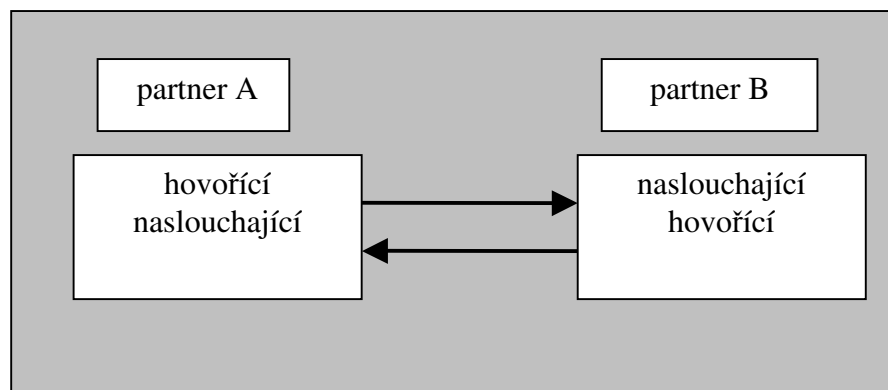 partner A
partner B
hovořící
naslouchající
naslouchající
hovořící